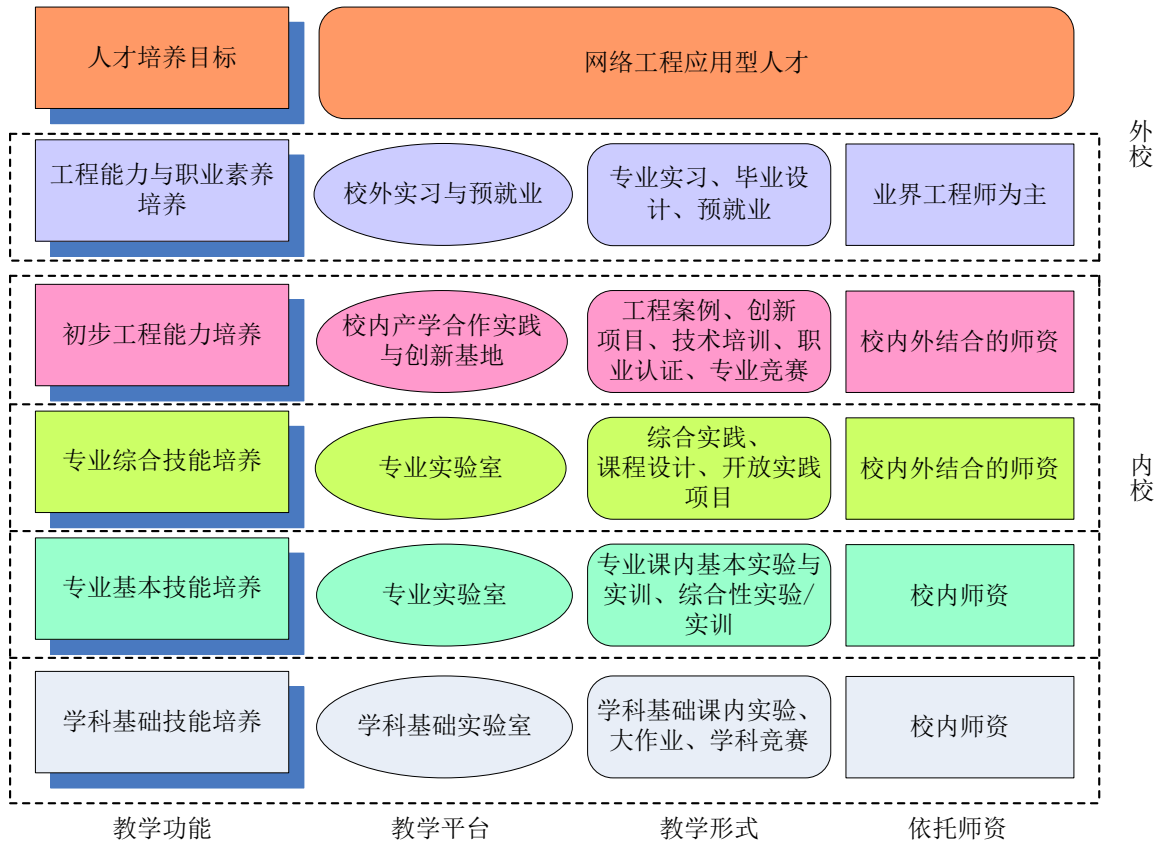 人才培养目标
网络工程应用型人才
外校
工程能力与职业素养
培养
校外实习与预就业
专业实习、毕业设
计、预就业
业界工程师为主
初步工程能力培养
校内产学合作实践
与创新基地
工程案例、创新
项目、技术培训、职
业认证、专业竞赛
校内外结合的师资
专业综合技能培养
专业实验室
综合实践、
课程设计、开放实践
项目
校内外结合的师资
内校
专业基本技能培养
专业实验室
专业课内基本实验与
实训、综合性实验/
实训
校内师资
学科基础技能培养
学科基础实验室
学科基础课内实验、
大作业、学科竞赛
校内师资
教学功能
教学平台
教学形式
依托师资